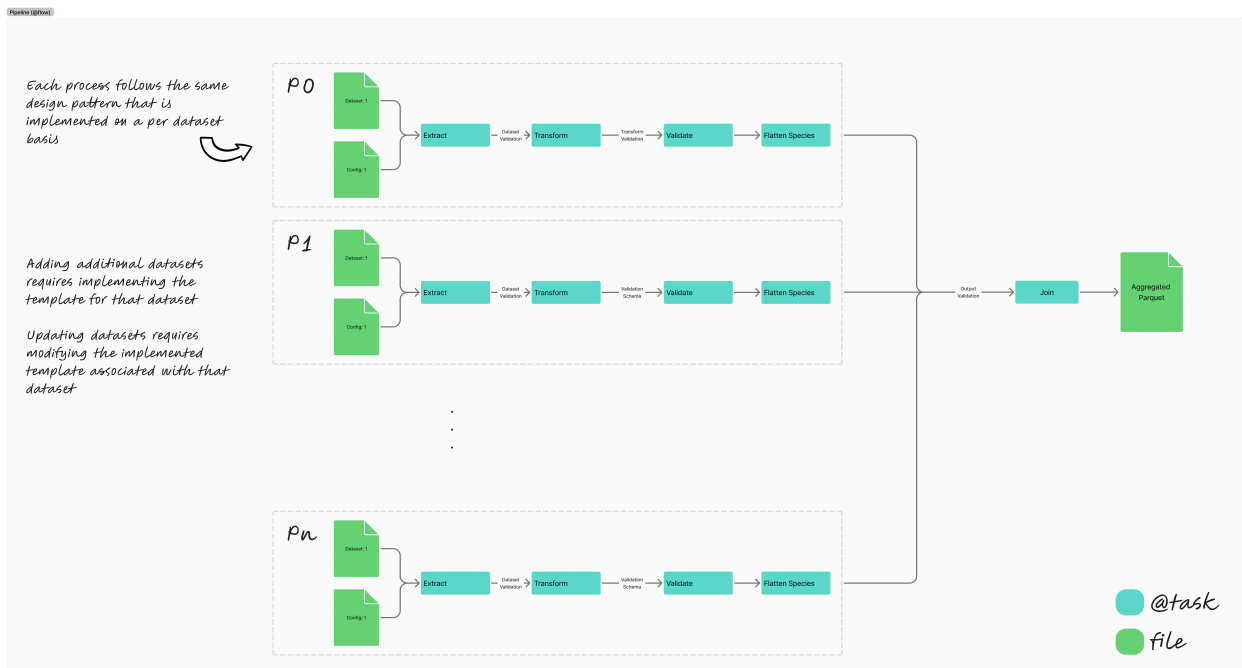 Pipeline (@flow)
Each process follows the same
design pattern that is
implemented on a per dataset
basis
Adding additional datasets
requires implementing the
template for that dataset
Updating datasets requires
modifying the implemented
template associated with that
dataset
P0
Dataset: 1
Config: 1
Extract
Dataset
Validation
Transform
Transform
Validation
Validate
Flatten Species
P1
Dataset: 1
Config: 1
Extract
Dataset
Validation
Transform
Validation
Schema
Validate
Flatten Species
.
.
.
Pn
Dataset: 1
Config: 1
Extract
Dataset
Validation
Transform
Validation
Schema
Validate
Flatten Species
Output
Validation
Join
Aggregated
Parquet
@task
file